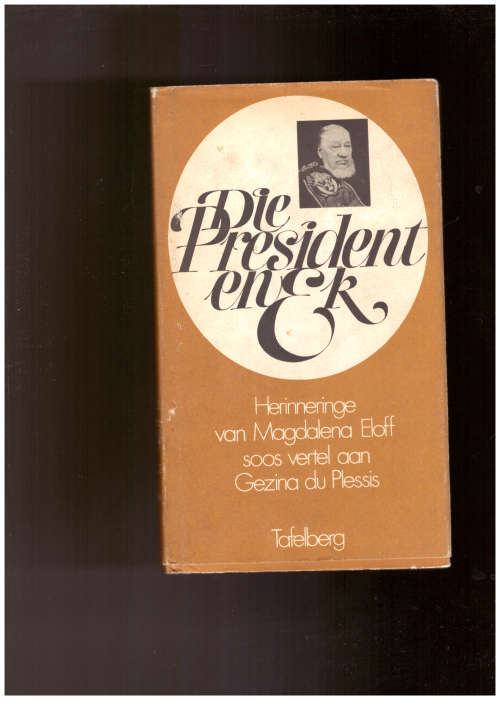 Die
President
en Ek
Herinneringe
van Magdalena Eloff
soos vertel aan
Gezina du Plessis
Tafelberg